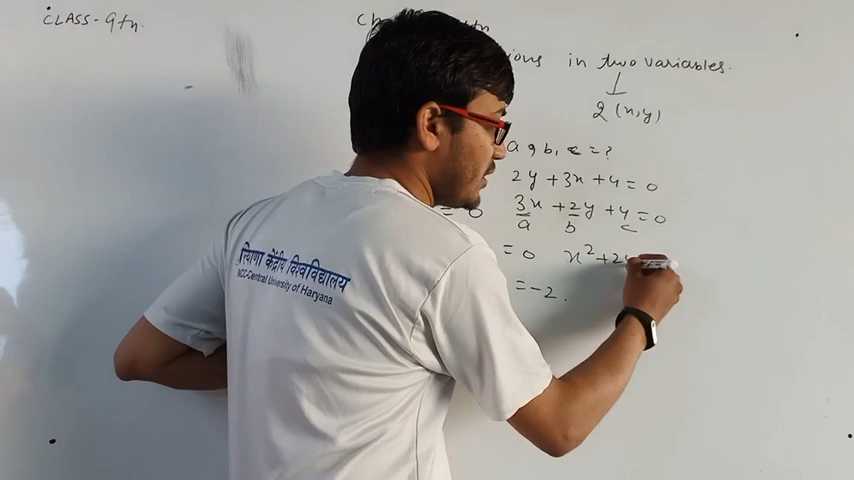 CLASS-9th.
ions in two variables.
2 (x,y)
a, b, c = ?
2y + 3x + 4 = 0
= 0 3x + 2y + 4 = 0
a b c
= 0 x² + 2
= -2.
हरियाणा केंद्रीय विश्वविद्यालय
NCC-Central University of Haryana